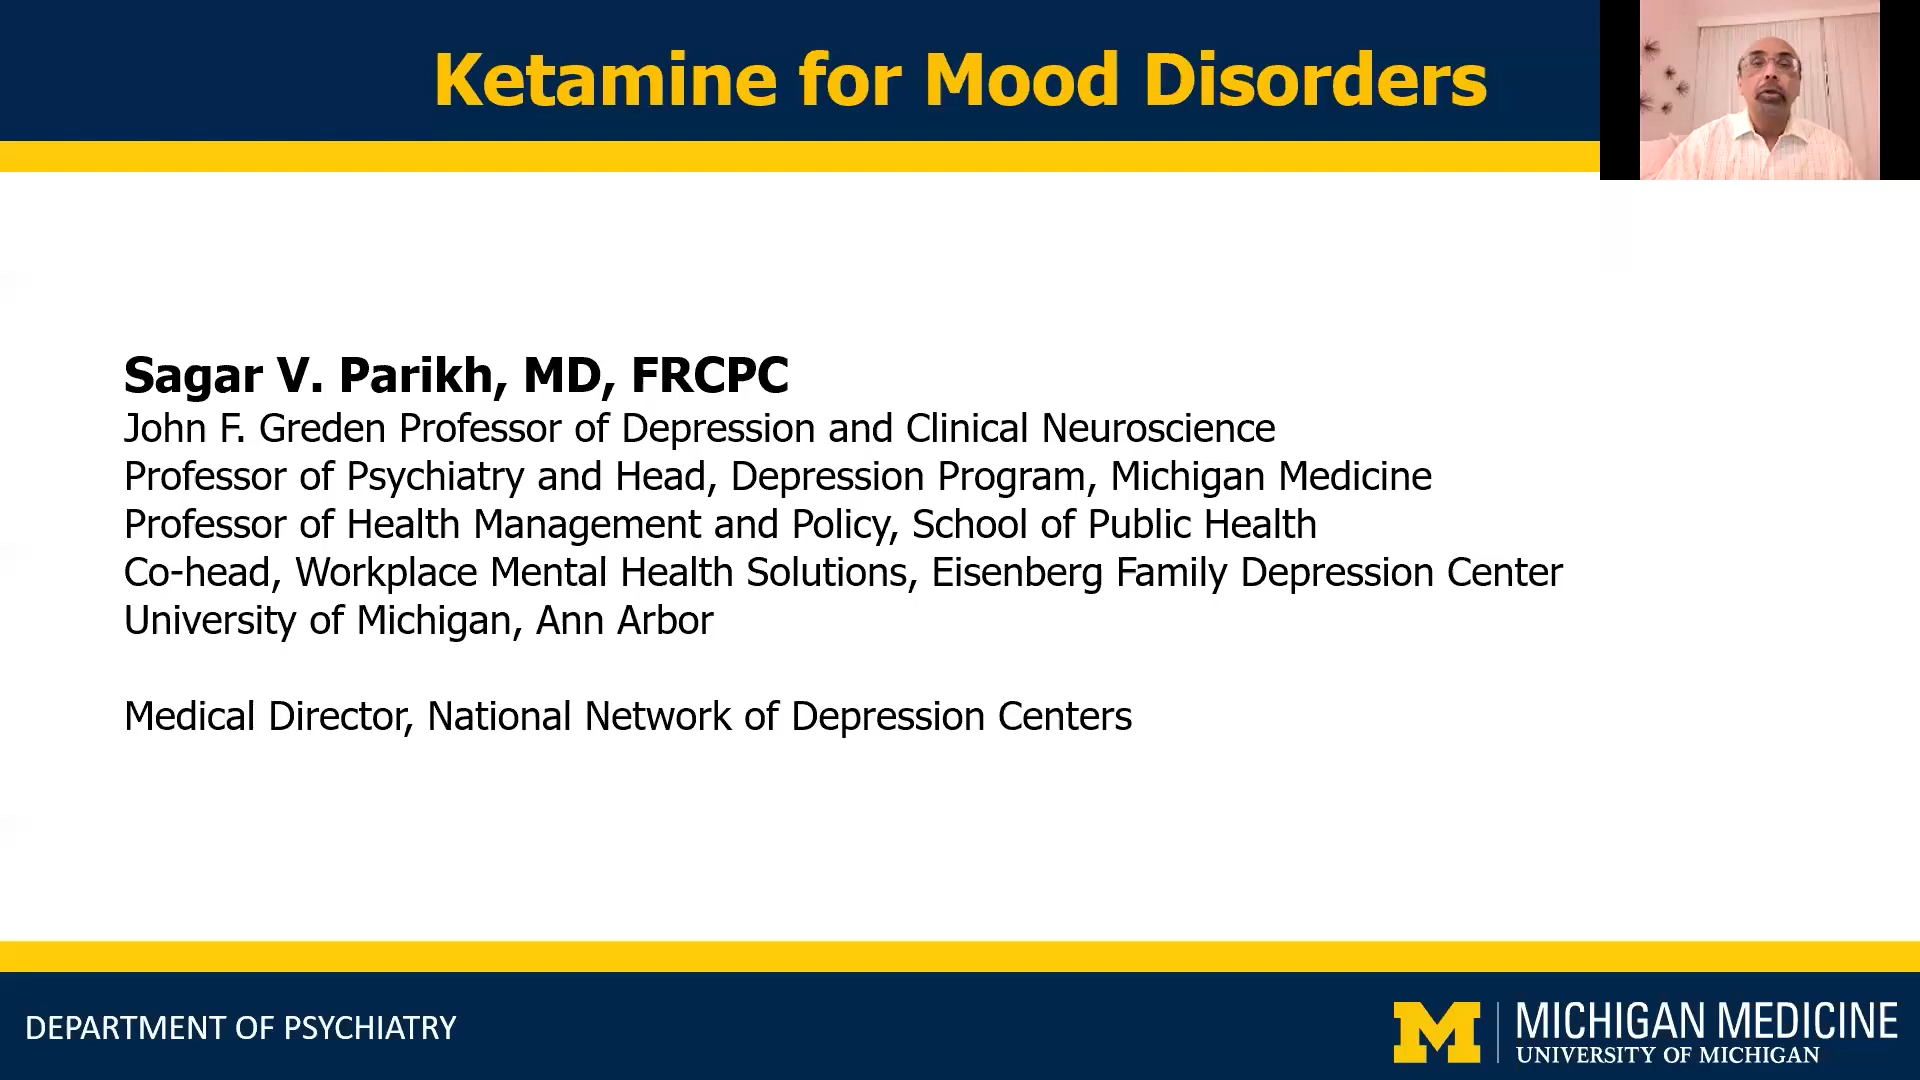 Ketamine for Mood Disorders
Sagar V. Parikh, MD, FRCPC
John F. Greden Professor of Depression and Clinical Neuroscience
Professor of Psychiatry and Head, Depression Program, Michigan Medicine
Professor of Health Management and Policy, School of Public Health
Co-head, Workplace Mental Health Solutions, Eisenberg Family Depression Center
University of Michigan, Ann Arbor
Medical Director, National Network of Depression Centers
DEPARTMENT OF PSYCHIATRY
M
MICHIGAN MEDICINE
UNIVERSITY OF MICHIGAN